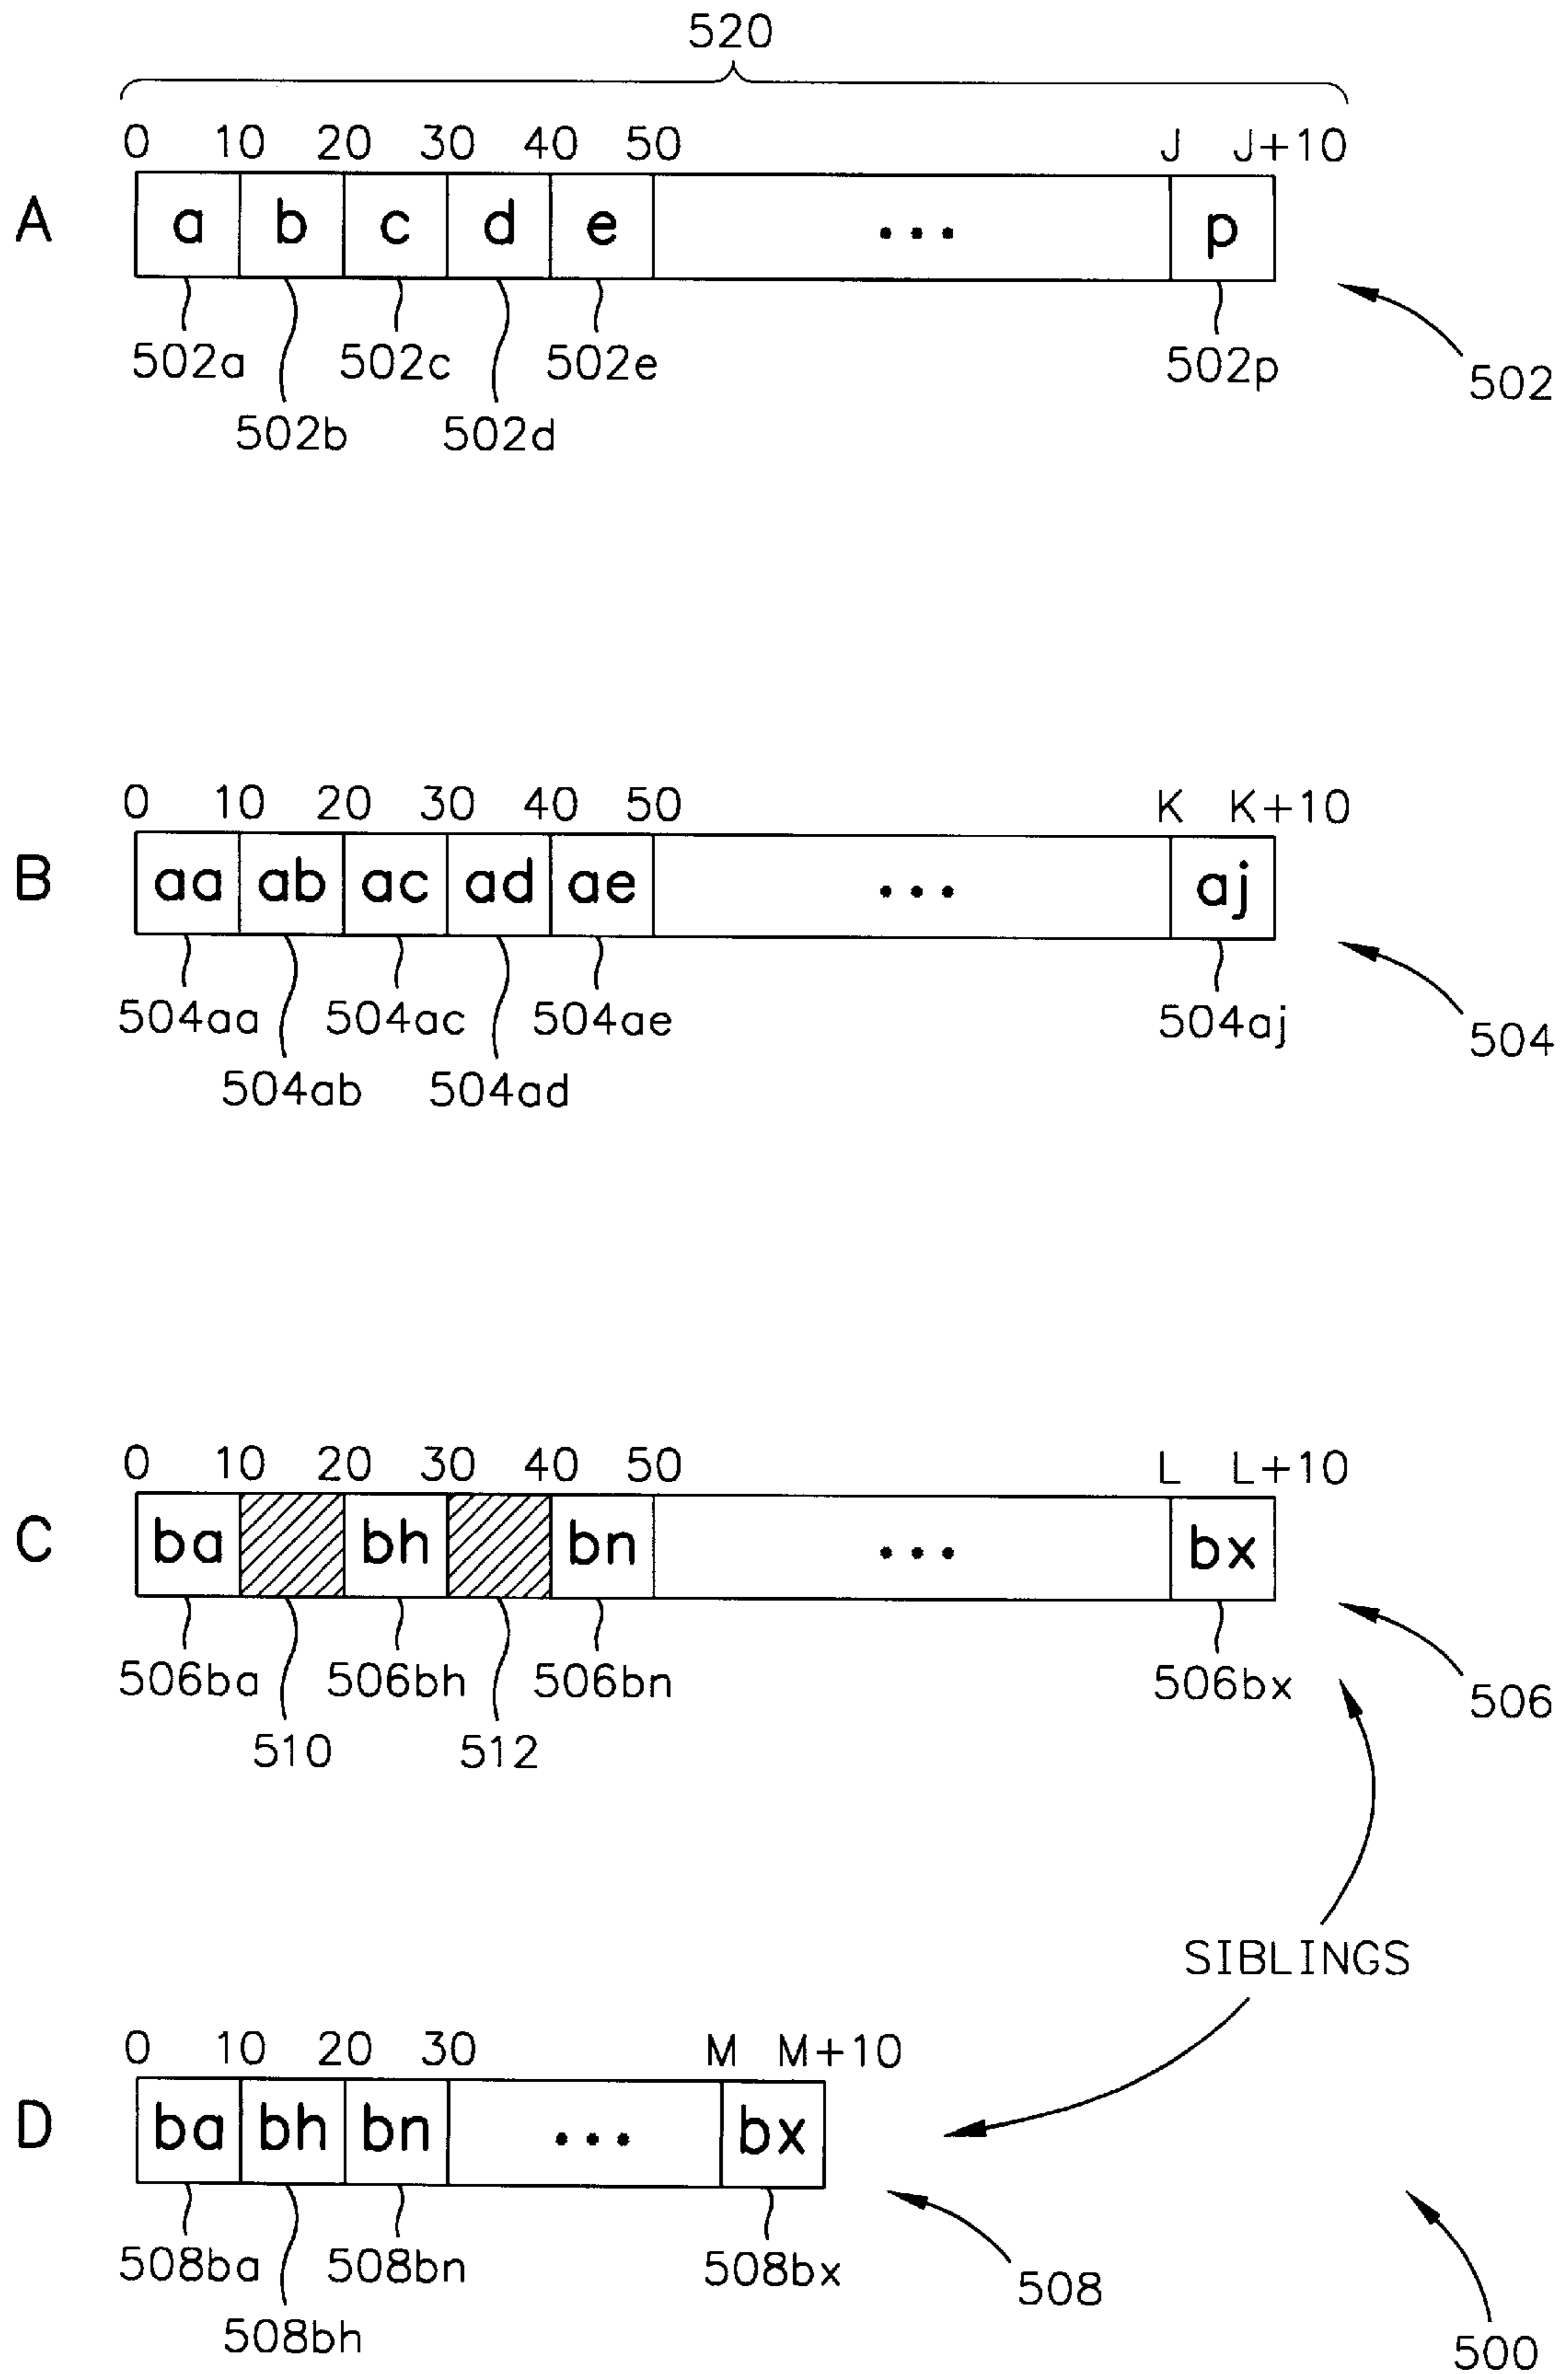 520
0 10 20 30 40 50 J J+10
A a b c d e ... p
502a 502c 502e 502p 502
502b 502d
0 10 20 30 40 50 K K+10
B aa ab ac ad ae ... aj
504aa 504ac 504ae 504aj 504
504ab 504ad
0 10 20 30 40 50 L L+10
C ba bh bn ... bx
506ba 506bh 506bn 506bx 506
510 512
SIBLINGS
0 10 20 30 M M+10
D ba bh bn ... bx
508ba 508bn 508bx 508
508bh 500